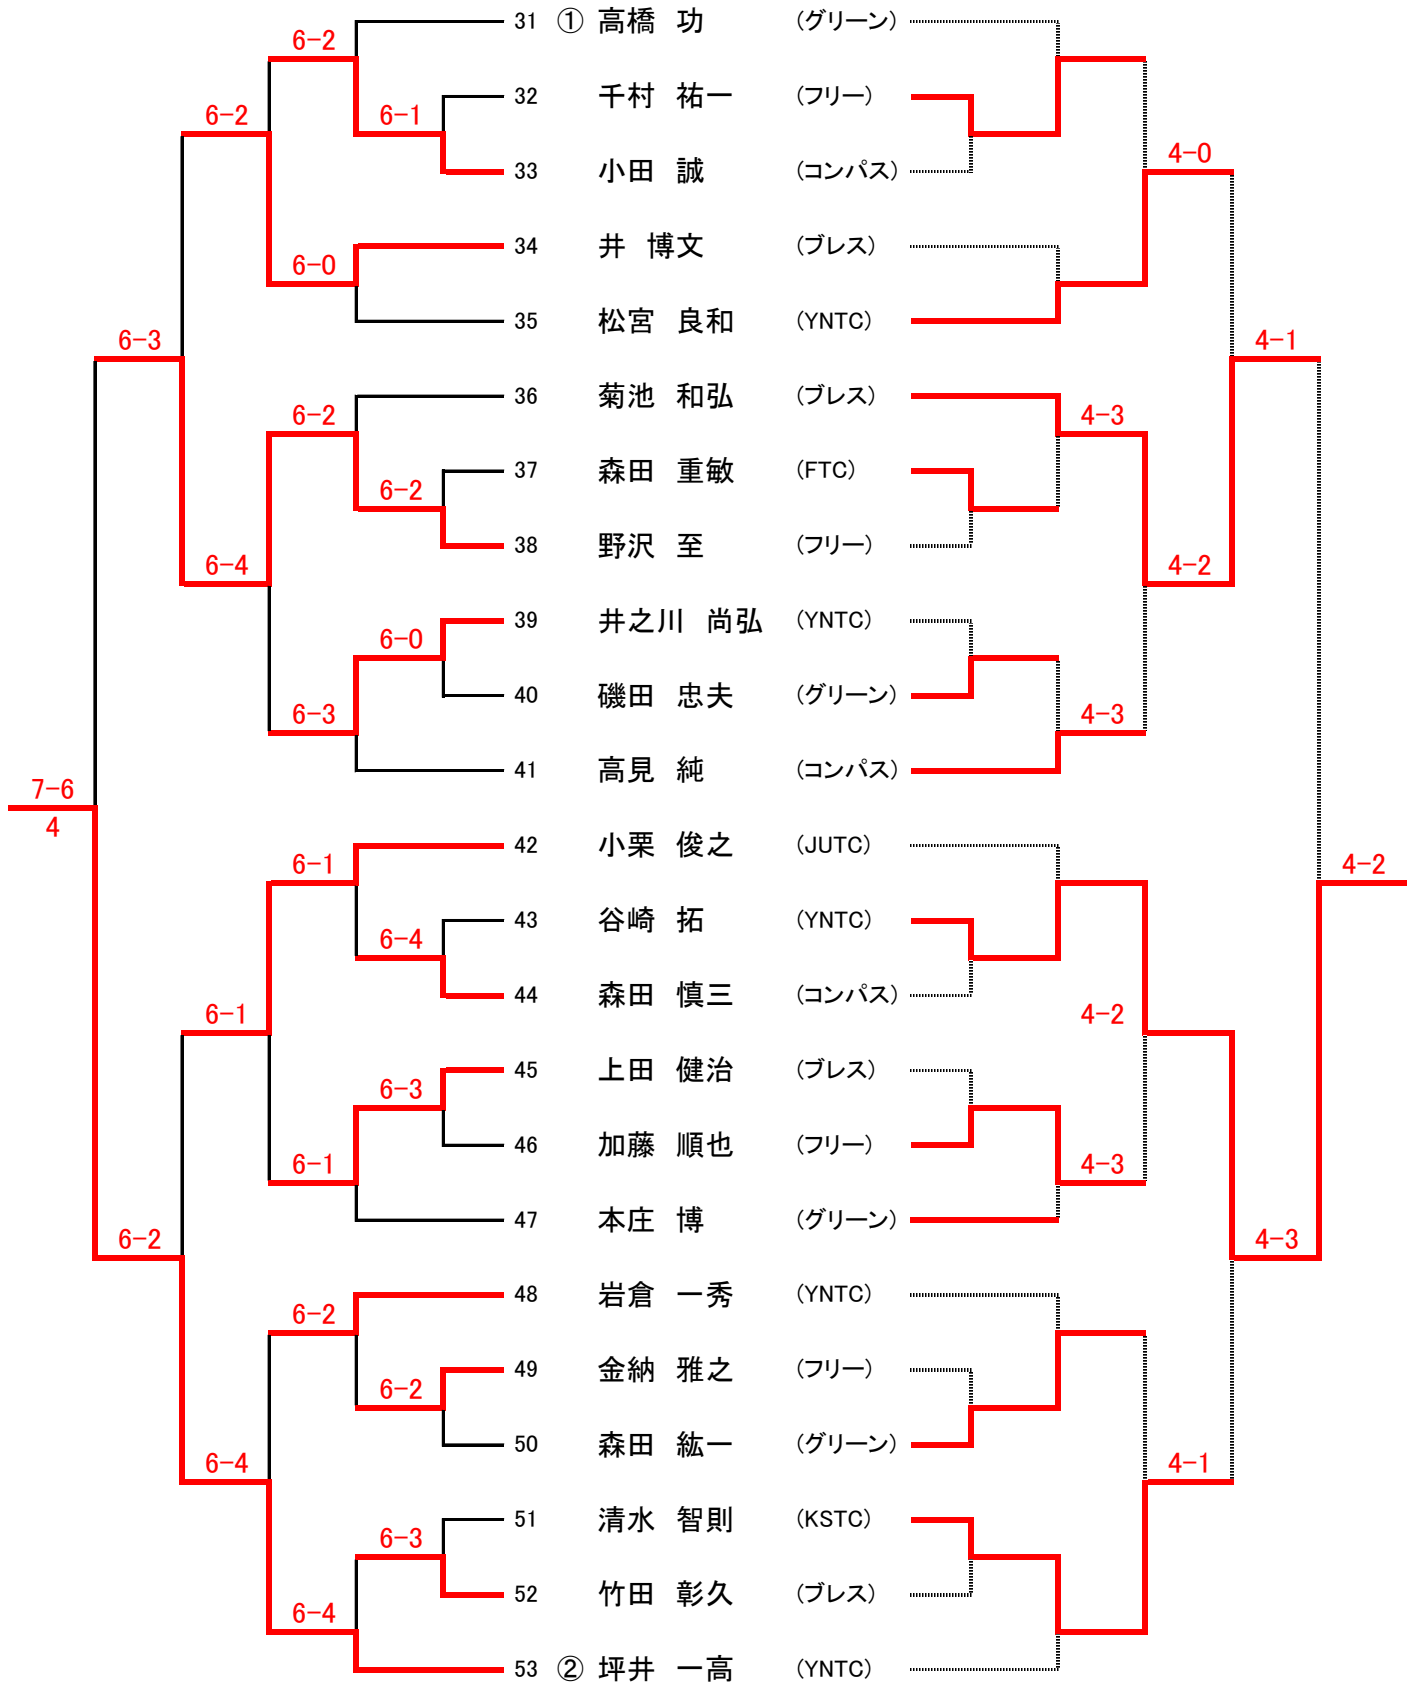 31 ① 高橋 功 (グリーン)
6-2
32 千村 祐一 (フリー)
6-2 6-1
33 小田 誠 (コンパス) 4-0
34 井 博文 (ブレス)
6-0
35 松宮 良和 (YNTC)
6-3 4-1
36 菊池 和弘 (ブレス)
6-2 4-3
37 森田 重敏 (FTC)
6-2
38 野沢 至 (フリー)
6-4 4-2
39 井之川 尚弘 (YNTC)
6-0
40 磯田 忠夫 (グリーン)
6-3 4-3
41 高見 純 (コンパス)
7-6
4
42 小栗 俊之 (JUTC)
6-1 4-2
43 谷崎 拓 (YNTC)
6-4
44 森田 慎三 (コンパス)
6-1 4-2
45 上田 健治 (ブレス)
6-3
46 加藤 順也 (フリー)
6-1 4-3
47 本庄 博 (グリーン)
6-2 4-3
48 岩倉 一秀 (YNTC)
6-2
49 金納 雅之 (フリー)
6-2
50 森田 紘一 (グリーン)
6-4 4-1
51 清水 智則 (KSTC)
6-3
52 竹田 彰久 (ブレス)
6-4
53 ② 坪井 一高 (YNTC)